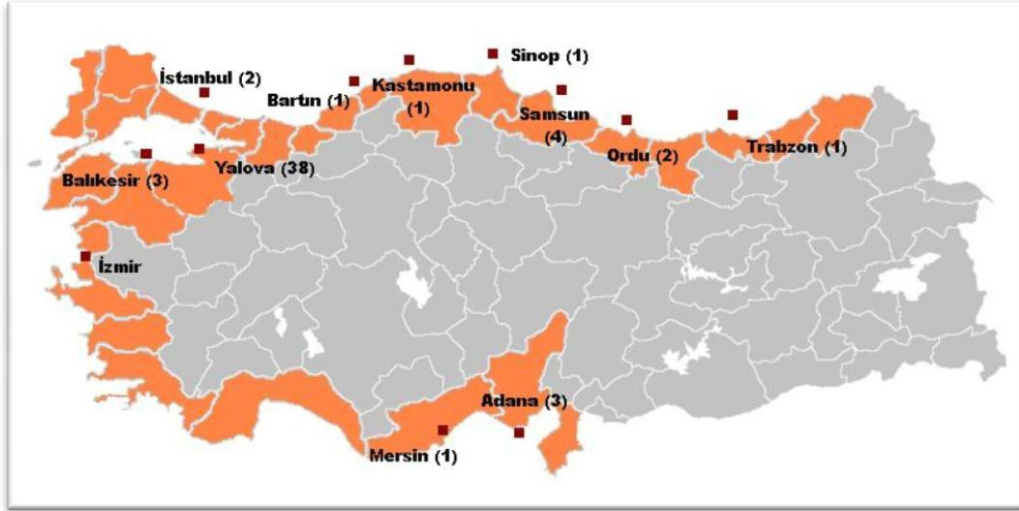 Sinop (1)
İstanbul (2)
Kastamonu
(1)
Bartın (1)
Samsun
(4)
Trabzon (1)
Ordu (2)
Yalova (38)
Balıkesir (3)
İzmir
Adana (3)
Mersin (1)